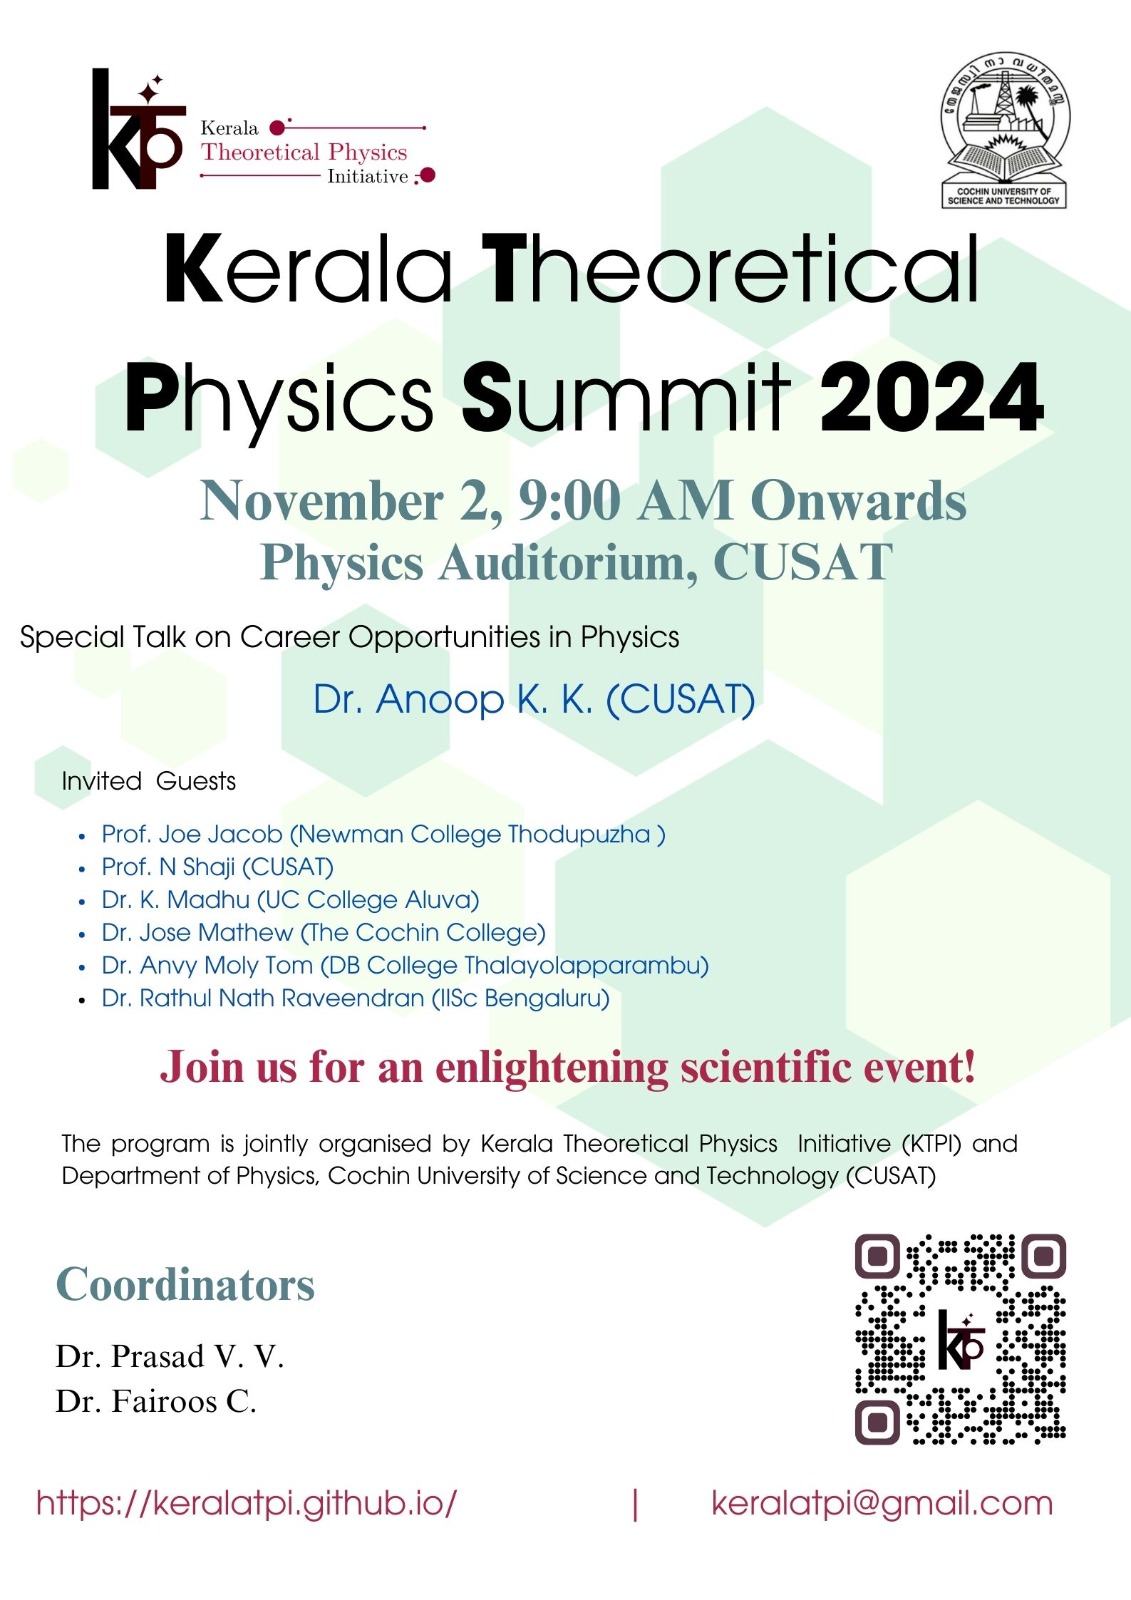 Kerala
Theoretical Physics
Initiative
തേജസ്വി നാവധീതമസ്തു
COCHIN UNIVERSITY OF
SCIENCE AND TECHNOLOGY
Kerala Theoretical
Physics Summit 2024
November 2, 9:00 AM Onwards
Physics Auditorium, CUSAT
Special Talk on Career Opportunities in Physics
Dr. Anoop K. K. (CUSAT)
Invited Guests
• Prof. Joe Jacob (Newman College Thodupuzha )
• Prof. N Shaji (CUSAT)
• Dr. K. Madhu (UC College Aluva)
• Dr. Jose Mathew (The Cochin College)
• Dr. Anvy Moly Tom (DB College Thalayolapparambu)
• Dr. Rathul Nath Raveendran (IISc Bengaluru)
Join us for an enlightening scientific event!
The program is jointly organised by Kerala Theoretical Physics Initiative (KTPI) and
Department of Physics, Cochin University of Science and Technology (CUSAT)
Coordinators
Dr. Prasad V. V.
Dr. Fairoos C.
https://keralatpi.github.io/ | keralatpi@gmail.com